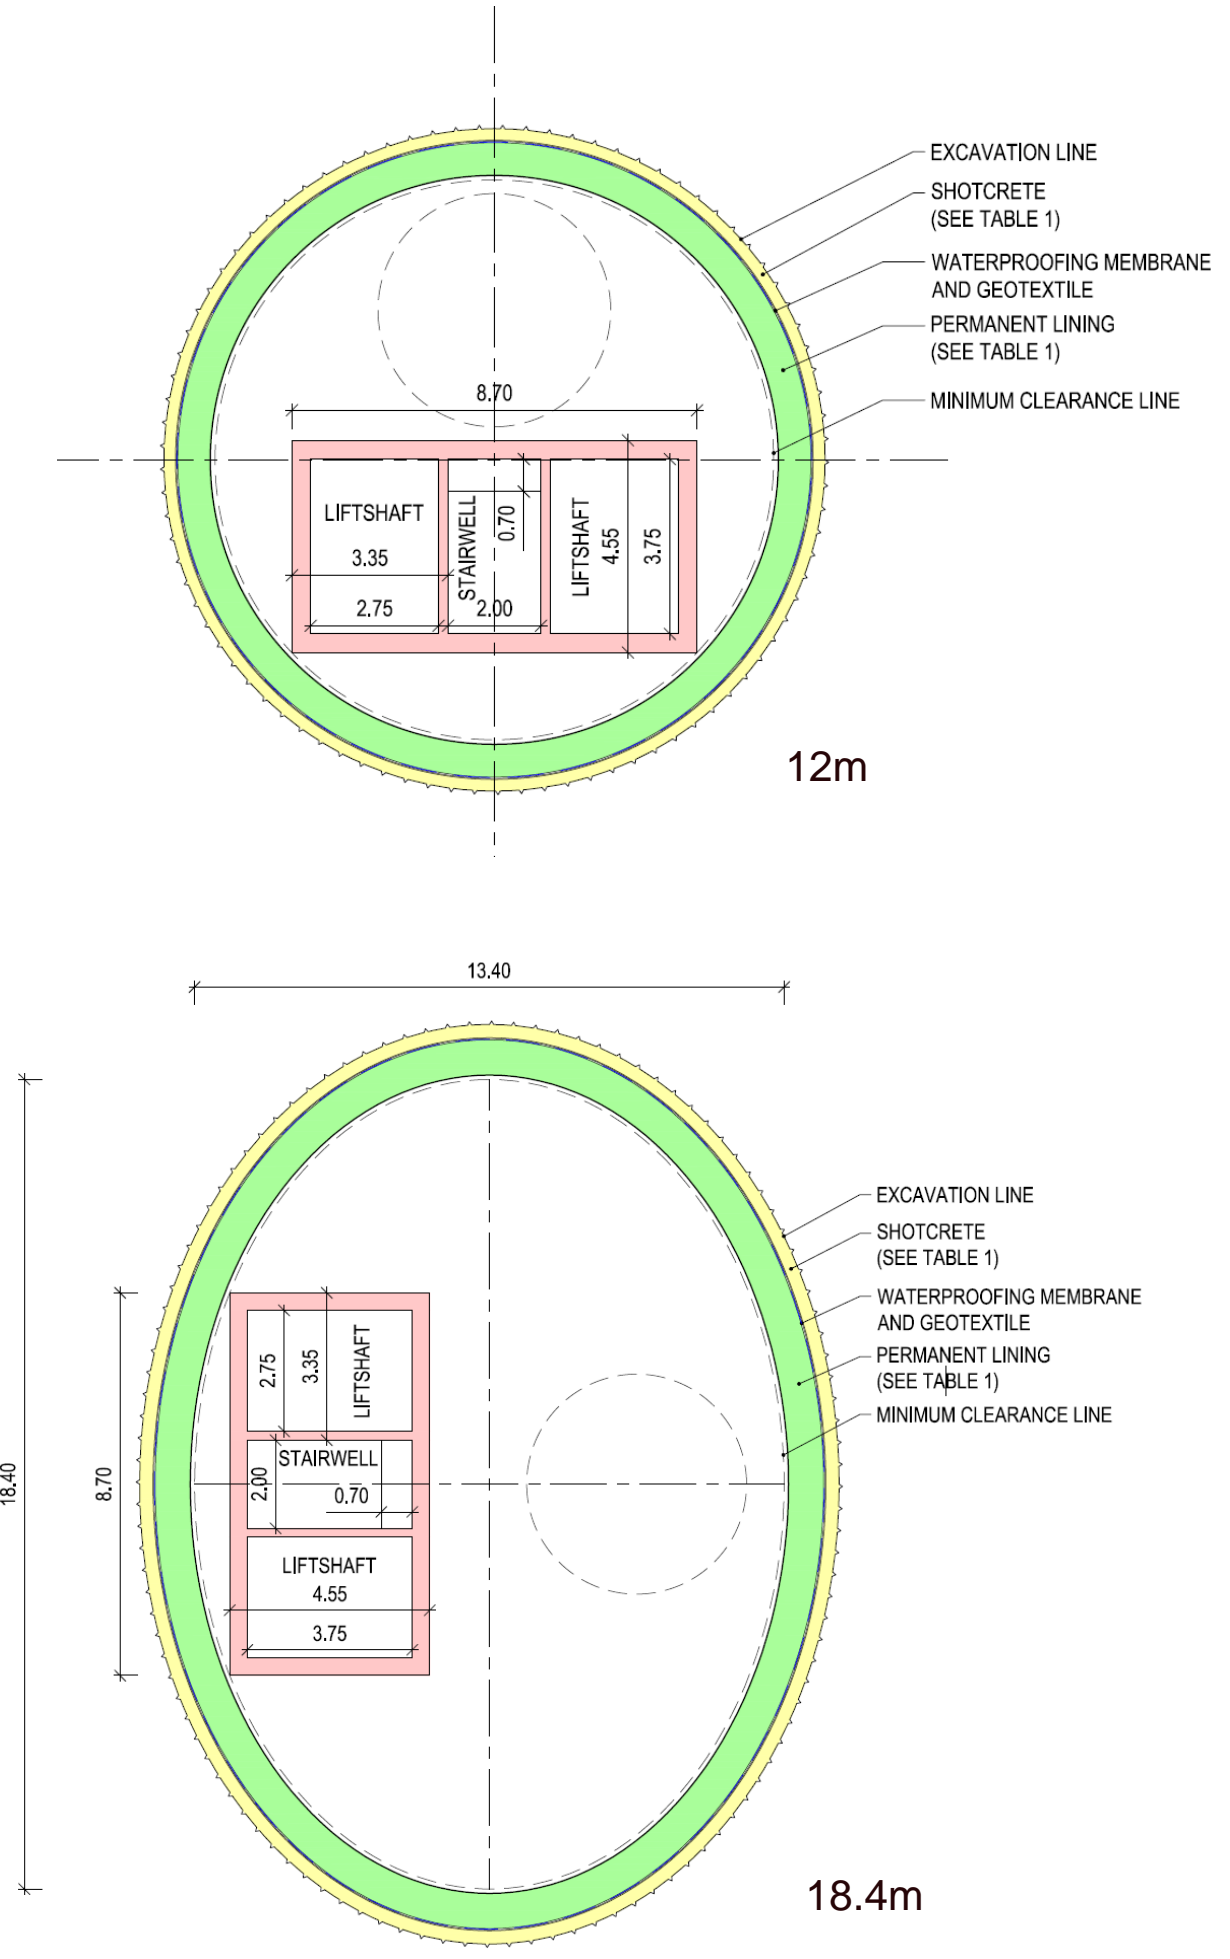 EXCAVATION LINE
SHOTCRETE
(SEE TABLE 1)
WATERPROOFING MEMBRANE
AND GEOTEXTILE
PERMANENT LINING
(SEE TABLE 1)
MINIMUM CLEARANCE LINE
8.70
LIFTSHAFT
3.35
2.75
STAIRWELL
0.70
2.00
LIFTSHAFT
4.55
3.75
12m
13.40
18.40
8.70
EXCAVATION LINE
SHOTCRETE
(SEE TABLE 1)
WATERPROOFING MEMBRANE
AND GEOTEXTILE
PERMANENT LINING
(SEE TABLE 1)
MINIMUM CLEARANCE LINE
2.75
3.35
LIFTSHAFT
STAIRWELL
2.00
0.70
LIFTSHAFT
4.55
3.75
18.4m